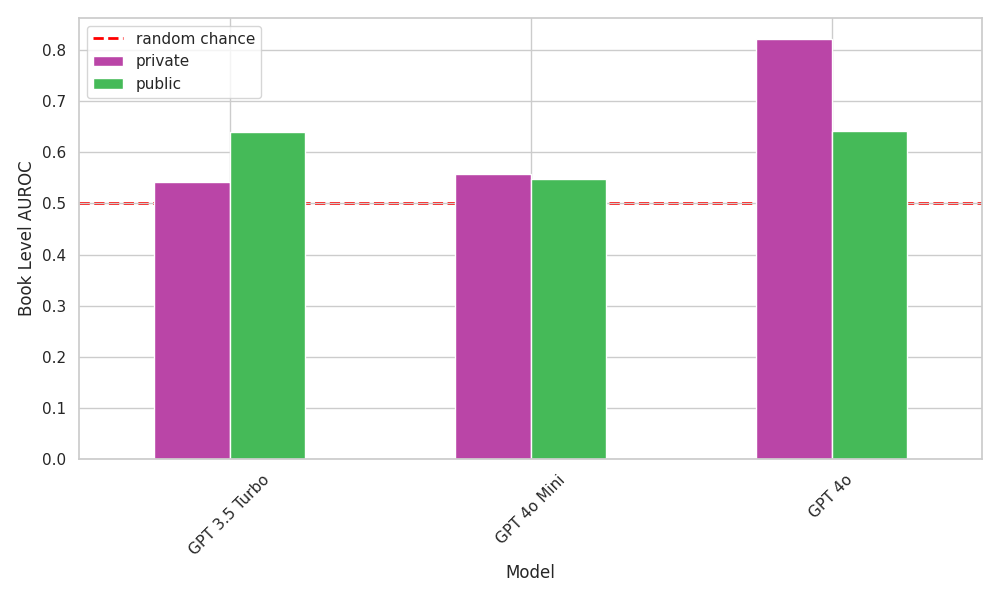 random chance
private
public
0.8
0.7
0.6
0.5
0.4
0.3
0.2
0.1
0.0
Book Level AUROC
GPT 3.5 Turbo
GPT 4o Mini
GPT 4o
Model